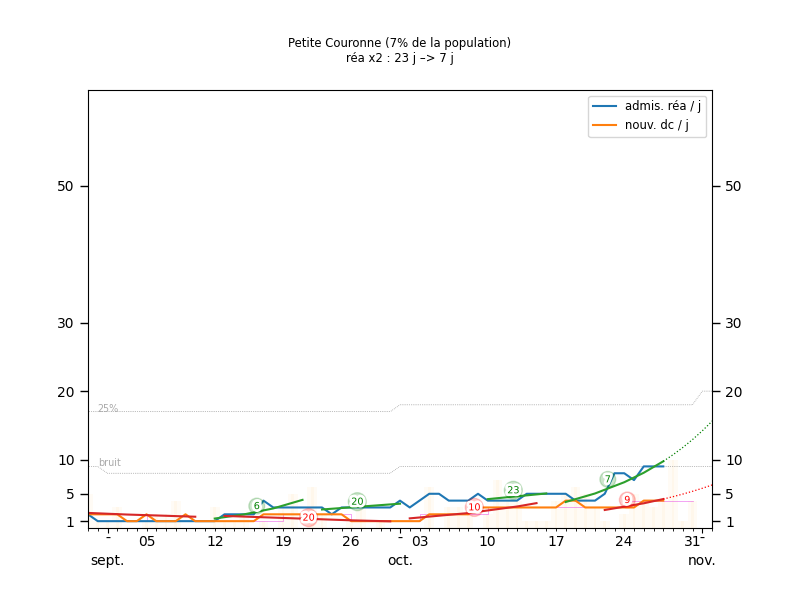 Petite Couronne (7% de la population)
réa x2 : 23 j –> 7 j
admis. réa / j
nouv. dc / j
50 50
30 30
20 20
25%
10 10
bruit
7
23
5 5
20
9
6
10
20
1 1
- 05 12 19 26 - 03 10 17 24 31 -
sept. oct. nov.